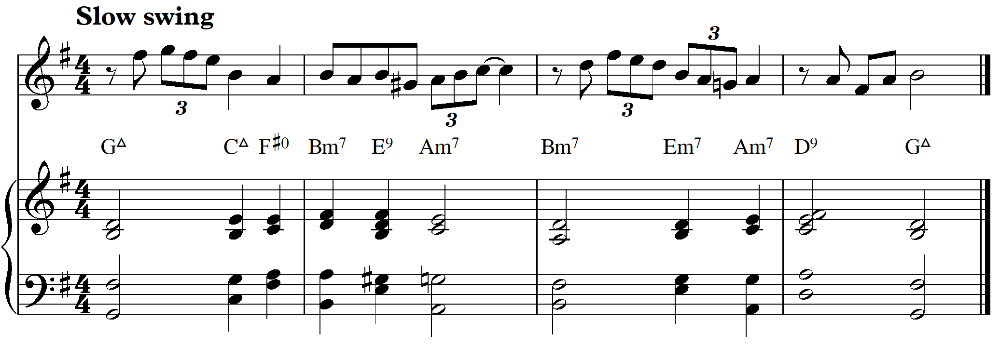 Slow swing
3 3 3 3
G△ C△ F♯0 Bm7 E9 Am7 Bm7 Em7 Am7 D9 G△